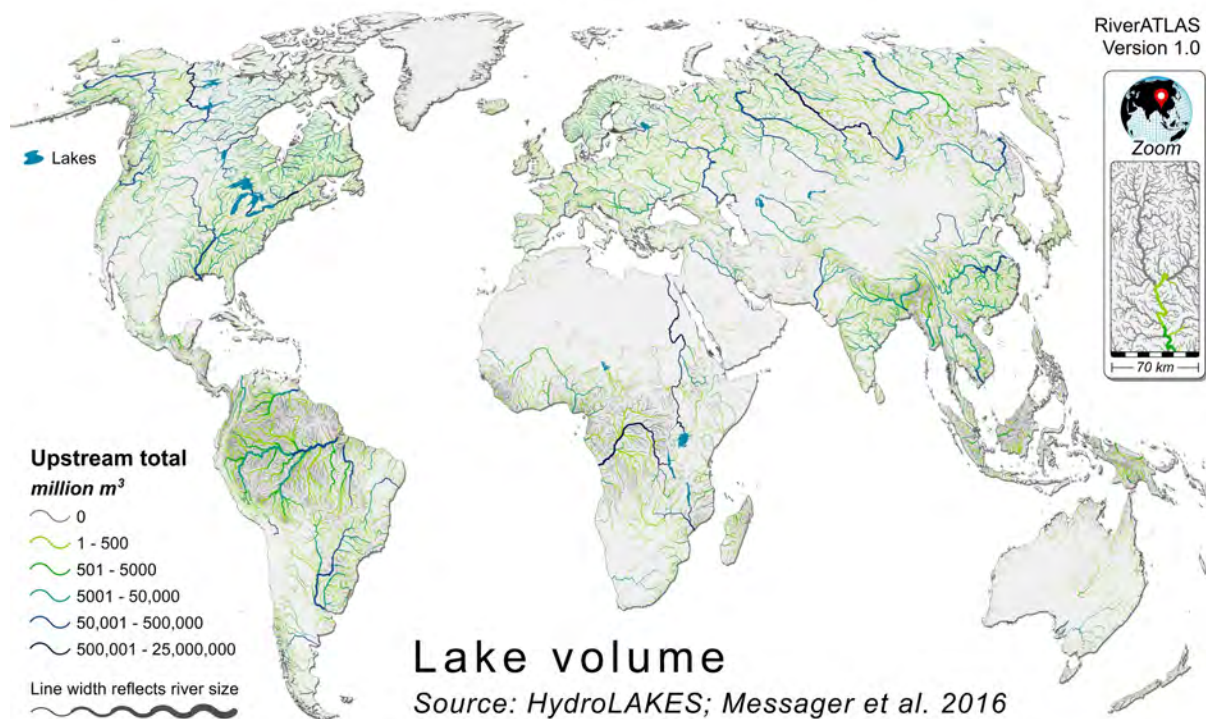 RiverATLAS
Version 1.0
Zoom
70 km
Lakes
Upstream total
million m³
0
1 - 500
501 - 5000
5001 - 50,000
50,001 - 500,000
500,001 - 25,000,000
Line width reflects river size
Lake volume
Source: HydroLAKES; Messager et al. 2016